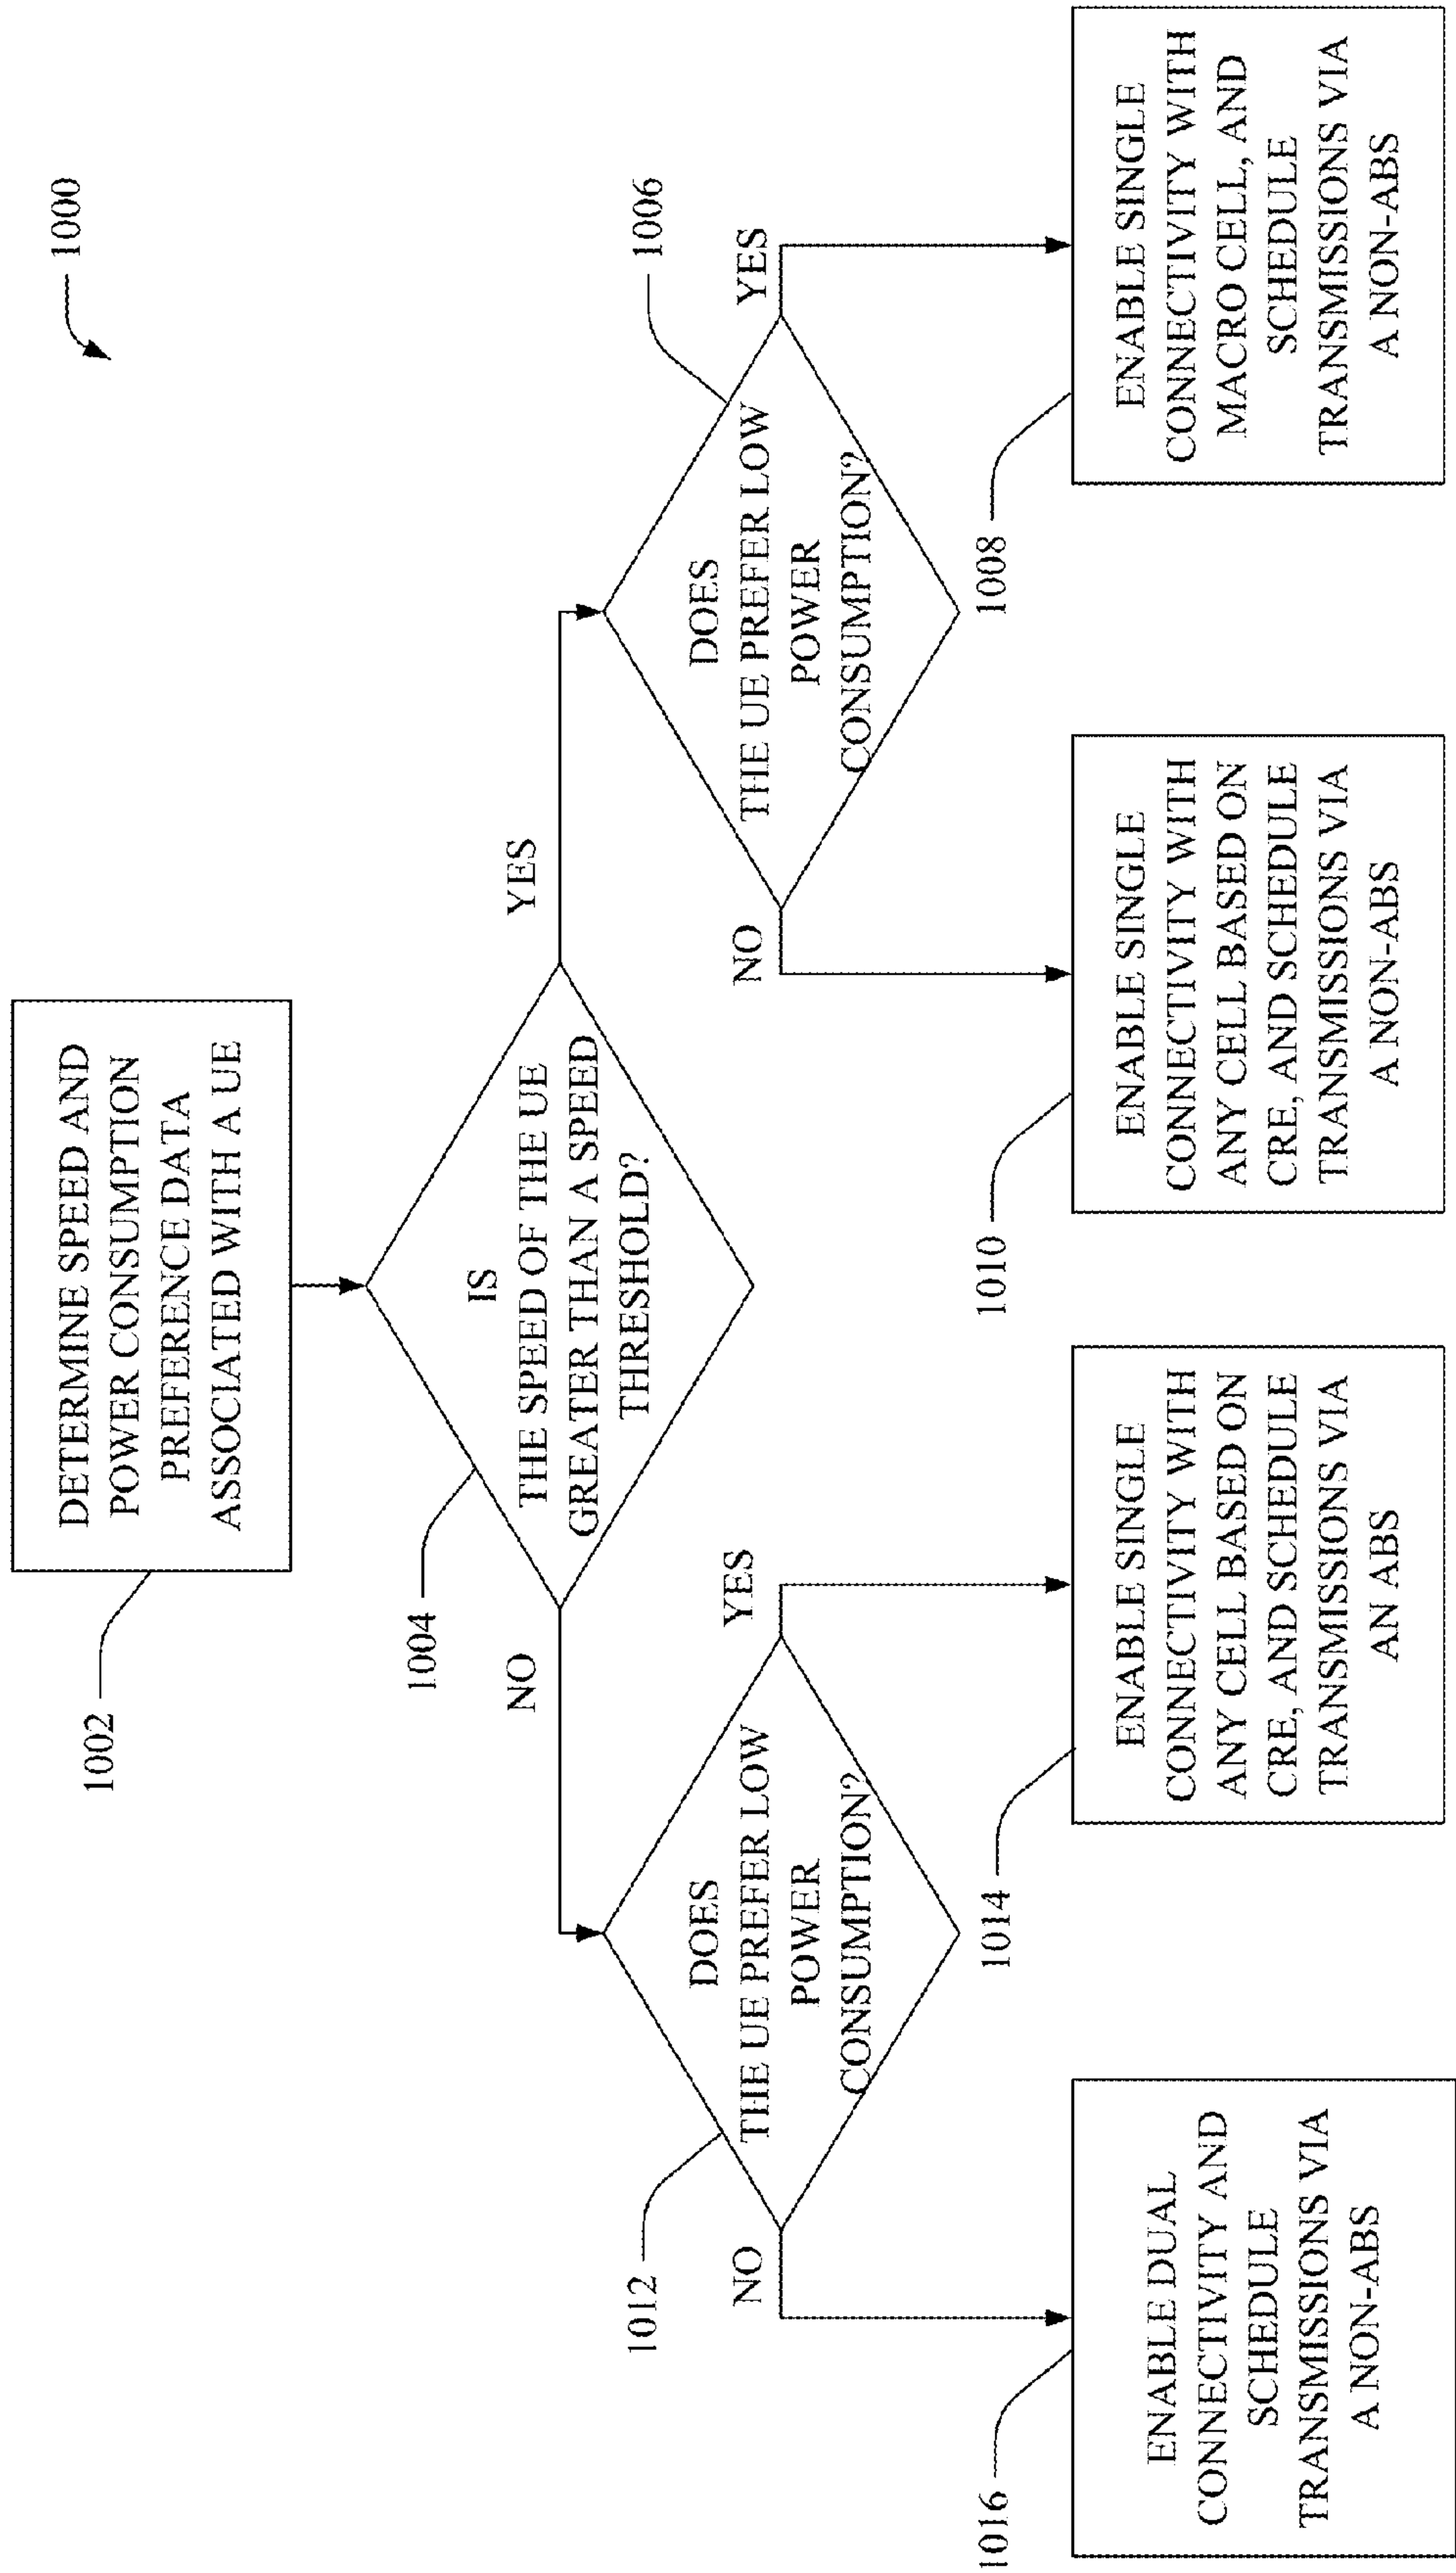 1000
1002
DETERMINE SPEED AND
POWER CONSUMPTION
PREFERENCE DATA
ASSOCIATED WITH A UE
1004
IS
THE SPEED OF THE UE
GREATER THAN A SPEED
THRESHOLD?
NO
YES
1012
DOES
THE UE PREFER LOW
POWER
CONSUMPTION?
NO
YES
1006
DOES
THE UE PREFER LOW
POWER
CONSUMPTION?
NO
YES
1016
ENABLE DUAL
CONNECTIVITY AND
SCHEDULE
TRANSMISSIONS VIA
A NON-ABS
1014
ENABLE SINGLE
CONNECTIVITY WITH
ANY CELL BASED ON
CRE, AND SCHEDULE
TRANSMISSIONS VIA
AN ABS
1010
ENABLE SINGLE
CONNECTIVITY WITH
ANY CELL BASED ON
CRE, AND SCHEDULE
TRANSMISSIONS VIA
A NON-ABS
1008
ENABLE SINGLE
CONNECTIVITY WITH
MACRO CELL, AND
SCHEDULE
TRANSMISSIONS VIA
A NON-ABS